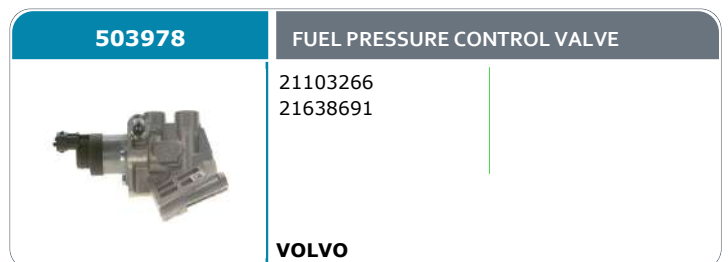 503978
FUEL PRESSURE CONTROL VALVE
21103266
21638691
VOLVO